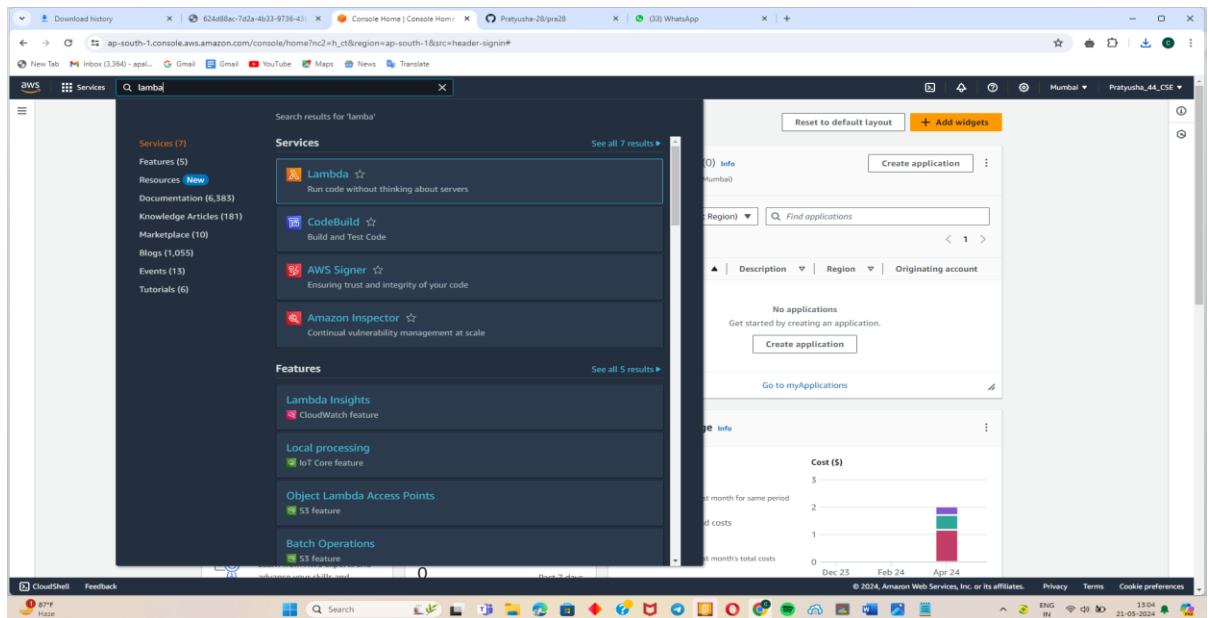 Download history
624d88ac-7d2a-4b33-9736-43
Console Home | Console Home
Pratyusha-28/pra28
(33) WhatsApp
ap-south-1.console.aws.amazon.com/console/home?nc2=h_ct&region=ap-south-1&src=header-signin#
New Tab
Inbox (3,364) - apal...
Gmail
Gmail
YouTube
Maps
News
Translate
aws
Services
lamba
Mumbai
Pratyusha_44_CSE
Search results for 'lamba'
Services (7)
Features (5)
Resources New
Documentation (6,383)
Knowledge Articles (181)
Marketplace (10)
Blogs (1,055)
Events (13)
Tutorials (6)
Services
See all 7 results
Lambda
Run code without thinking about servers
CodeBuild
Build and Test Code
AWS Signer
Ensuring trust and integrity of your code
Amazon Inspector
Continual vulnerability management at scale
Features
See all 5 results
Lambda Insights
CloudWatch feature
Local processing
IoT Core feature
Object Lambda Access Points
S3 feature
Batch Operations
S3 feature
Reset to default layout
+ Add widgets
(0) Info
Create application
Mumbai)
Region)
Find applications
1
Description
Region
Originating account
No applications
Get started by creating an application.
Create application
Go to myApplications
ge Info
Cost ($)
3
st month for same period
2
d costs
1
st month's total costs
0
Dec 23 Feb 24 Apr 24
advance your skills and
0
Past 7 days
CloudShell
Feedback
© 2024, Amazon Web Services, Inc. or its affiliates.
Privacy
Terms
Cookie preferences
87°F
Haze
Search
ENG
IN
13:04
21-05-2024